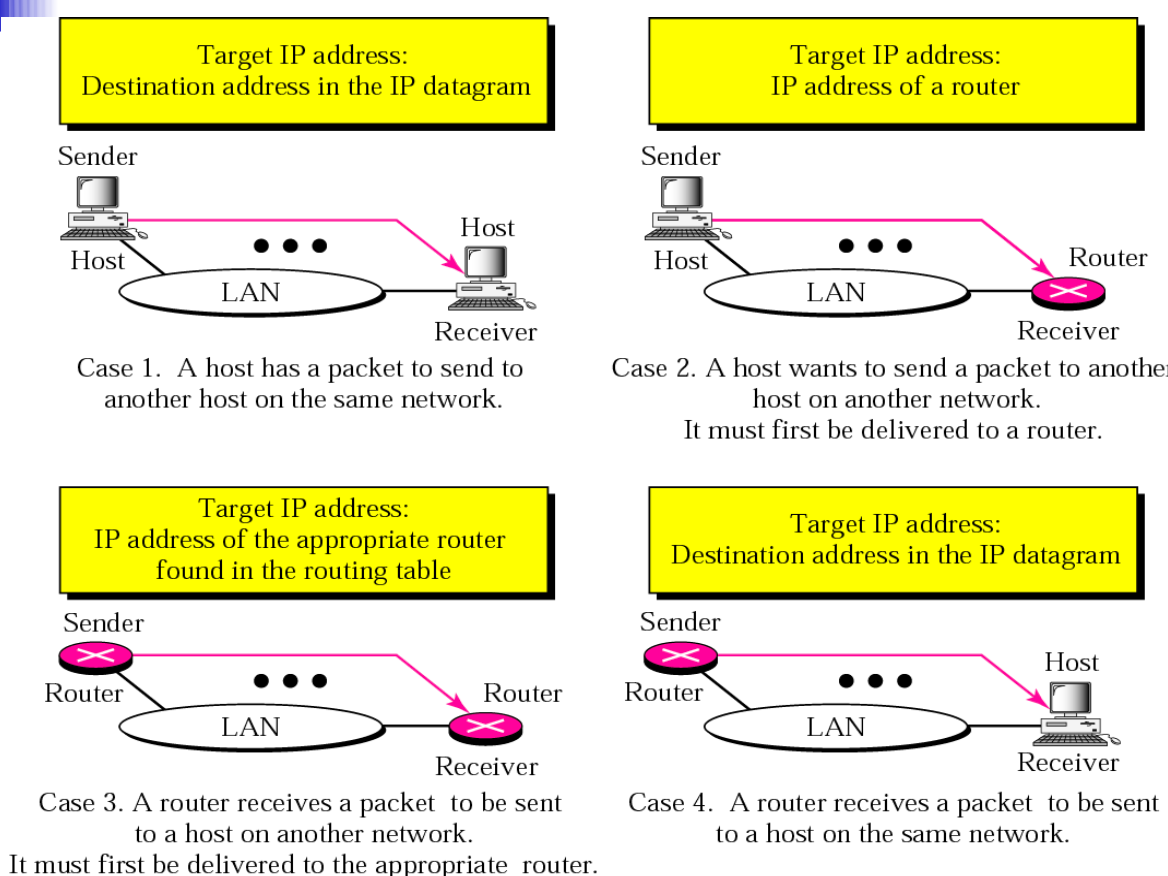 Target IP address:
Destination address in the IP datagram
Sender
Host
Host
LAN
Receiver
Case 1. A host has a packet to send to
another host on the same network.
Target IP address:
IP address of a router
Sender
Host
Router
LAN
Receiver
Case 2. A host wants to send a packet to another
host on another network.
It must first be delivered to a router.
Target IP address:
IP address of the appropriate router
found in the routing table
Sender
Router
Router
LAN
Receiver
Case 3. A router receives a packet to be sent
to a host on another network.
It must first be delivered to the appropriate router.
Target IP address:
Destination address in the IP datagram
Sender
Host
Router
LAN
Receiver
Case 4. A router receives a packet to be sent
to a host on the same network.